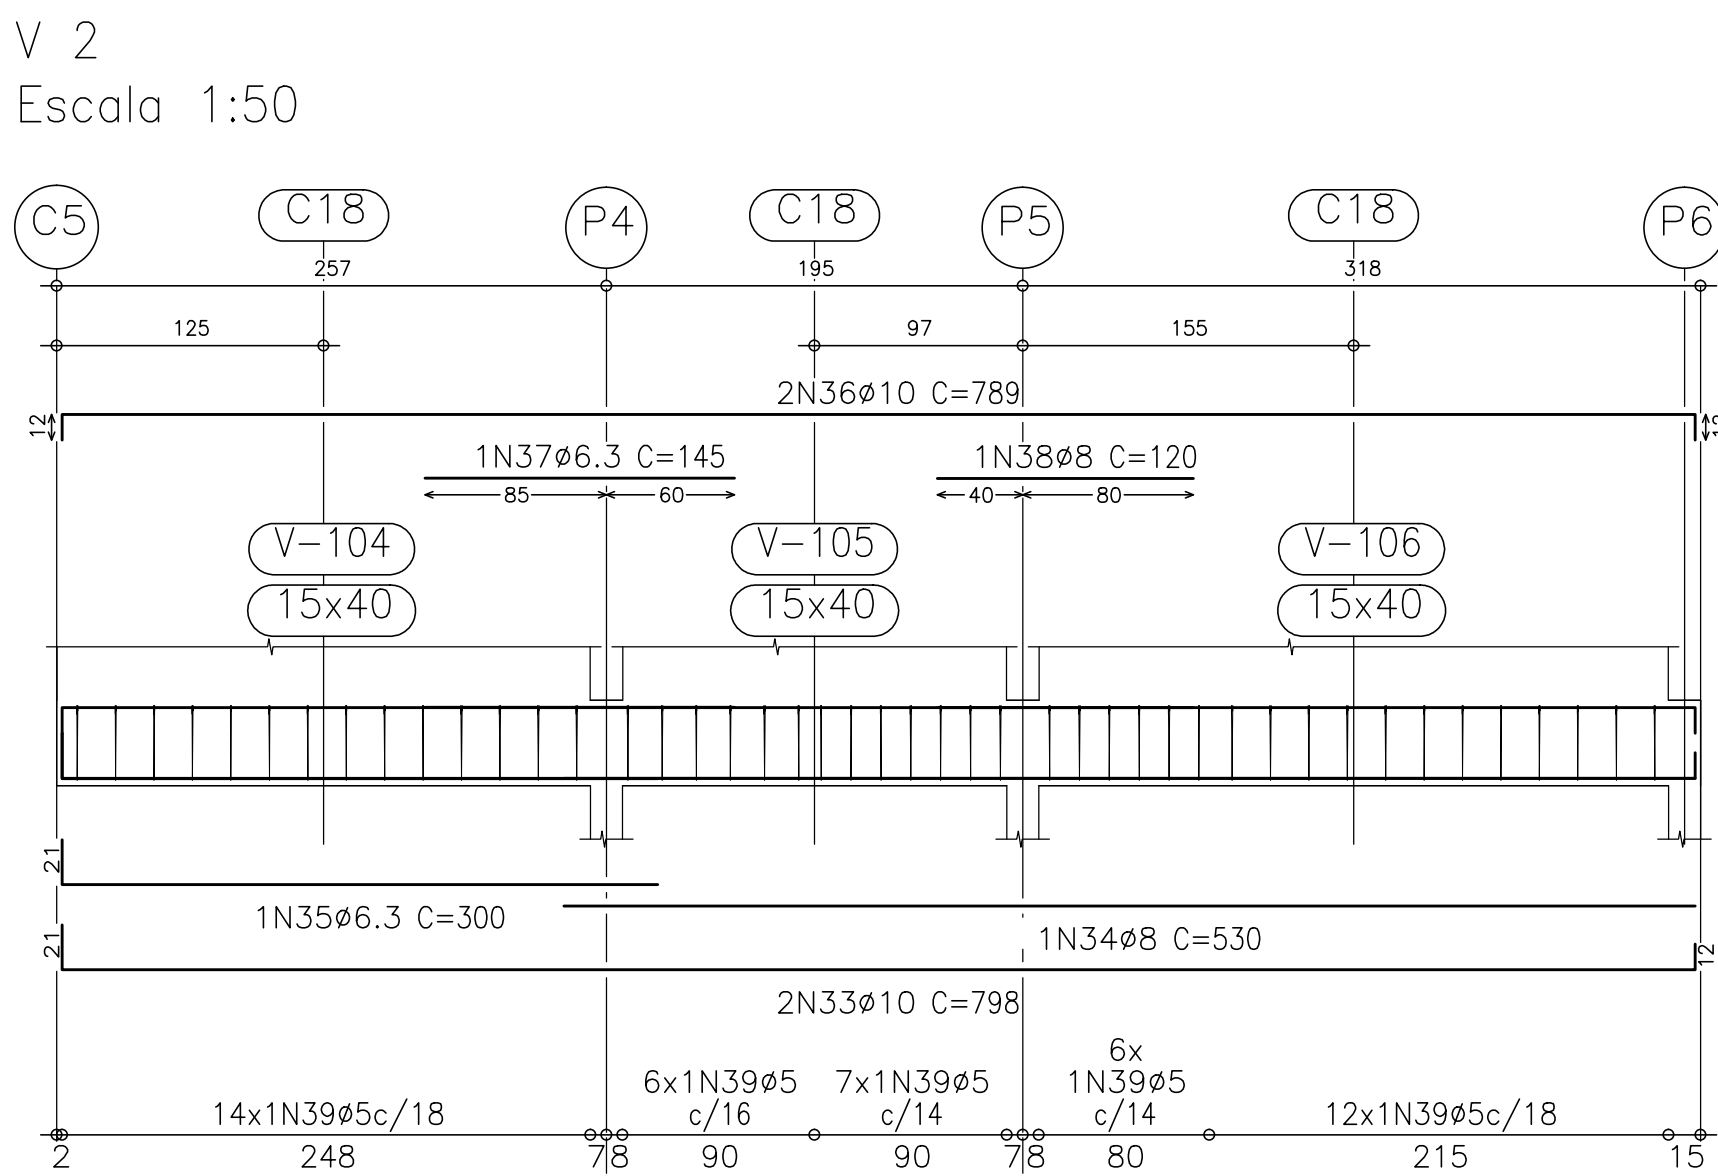 V 2
Escala 1:50
C5 C18 P4 C18 P5 C18 P6
257 195 318
125 97 155
2N36ø10 C=789
12
1N37ø6.3 C=145 1N38ø8 C=120
85 60 40 80
V-104 V-105 V-106
15x40 15x40 15x40
21
1N35ø6.3 C=300
1N34ø8 C=530
21 12
2N33ø10 C=798
6x
6x1N39ø5 7x1N39ø5 1N39ø5
14x1N39ø5c/18 c/16 c/14 c/14 12x1N39ø5c/18
2 248 7 8 90 90 7 8 80 215 15